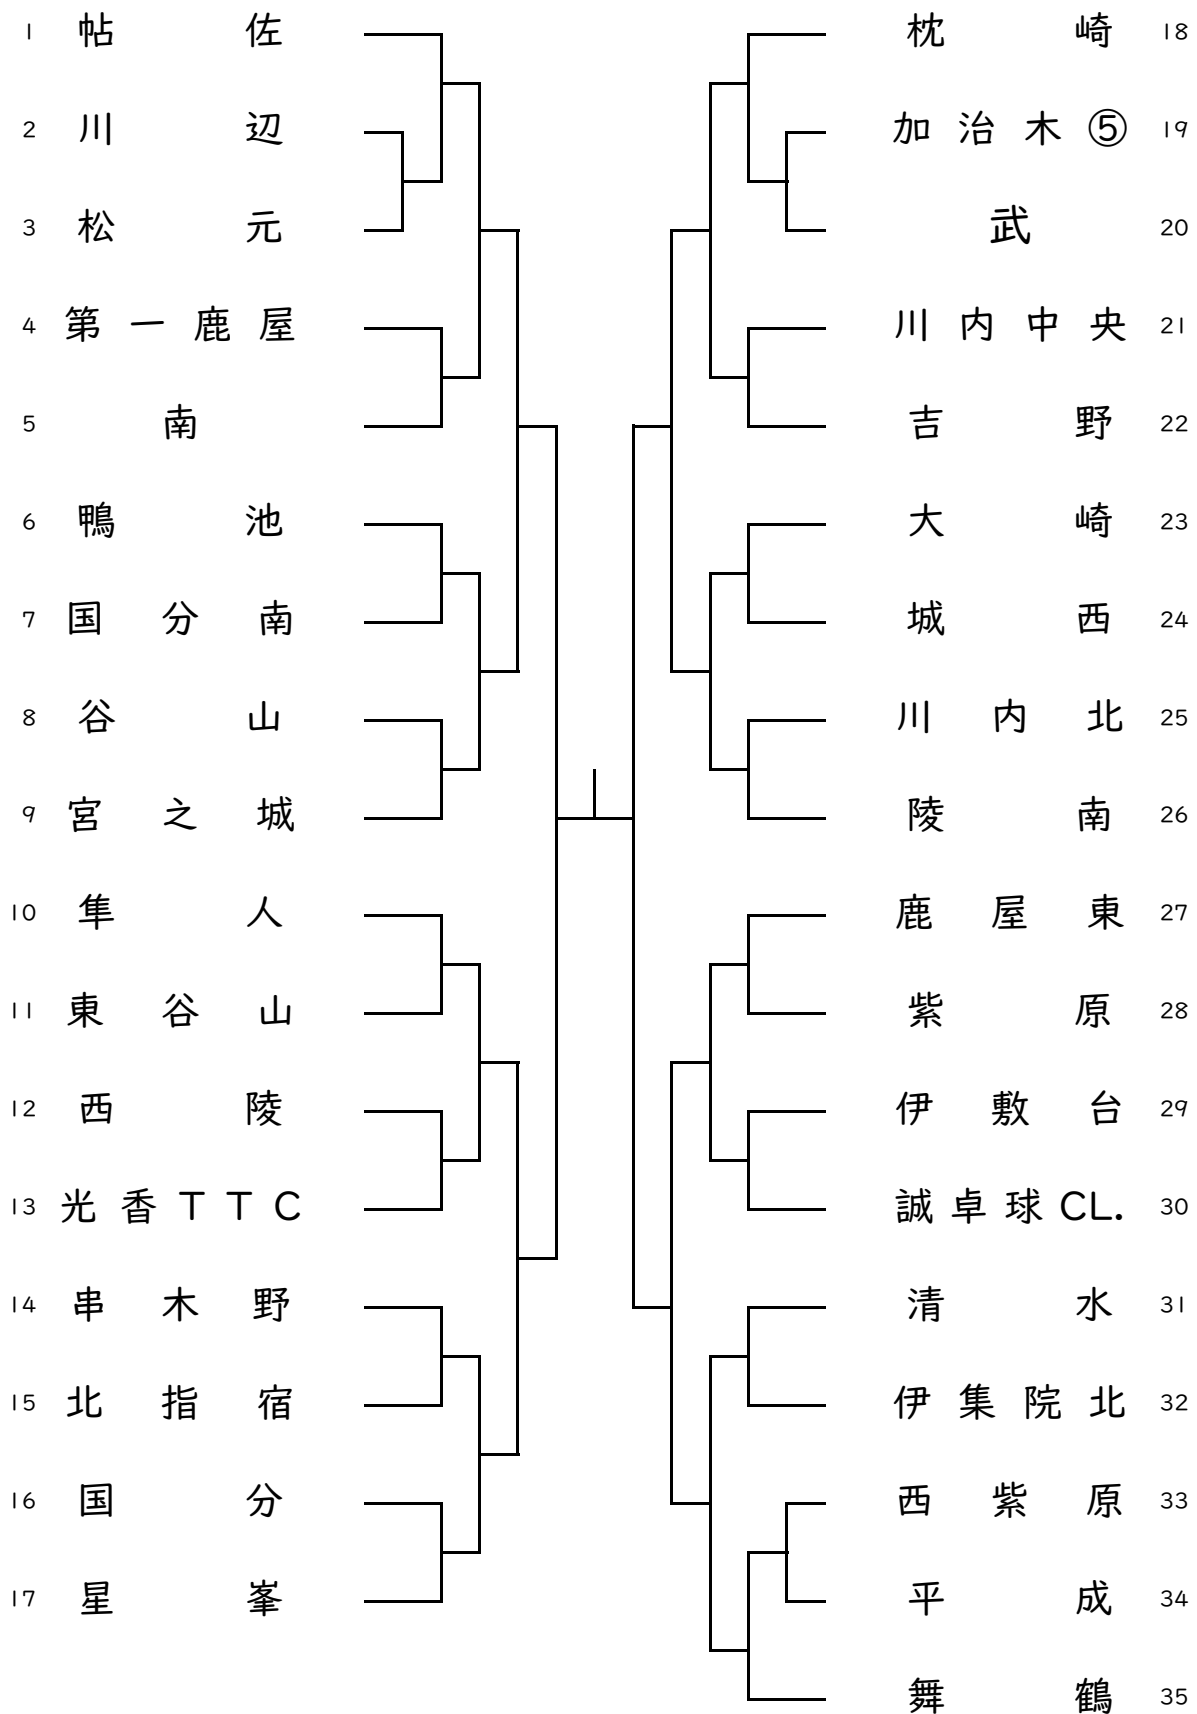 1 帖佐
2 川辺
3 松元
4 第一鹿屋
5 南
6 鴨池
7 国分南
8 谷山
9 宮之城
10 隼人
11 東谷山
12 西陵
13 光香TTC
14 串木野
15 北指宿
16 国分
17 星峯
枕崎 18
加治木⑤ 19
武 20
川内中央 21
吉野 22
大崎 23
城西 24
川内北 25
陵南 26
鹿屋東 27
紫原 28
伊敷台 29
誠卓球CL. 30
清水 31
伊集院北 32
西紫原 33
平成 34
舞鶴 35